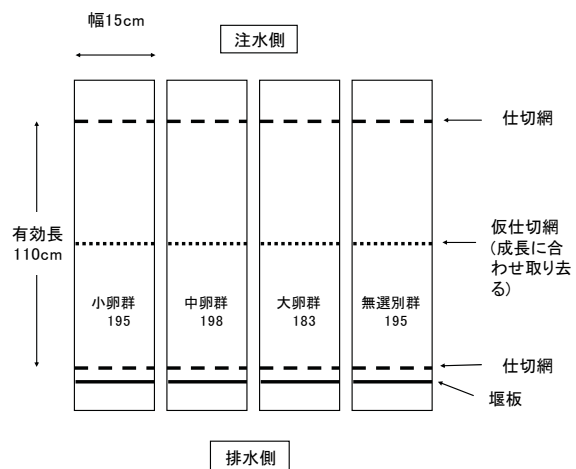 幅15cm
注水側
仕切網
有効長
110cm
仮仕切網
(成長に合
わせ取り去
る)
小卵群
195
中卵群
198
大卵群
183
無選別群
195
仕切網
堰板
排水側